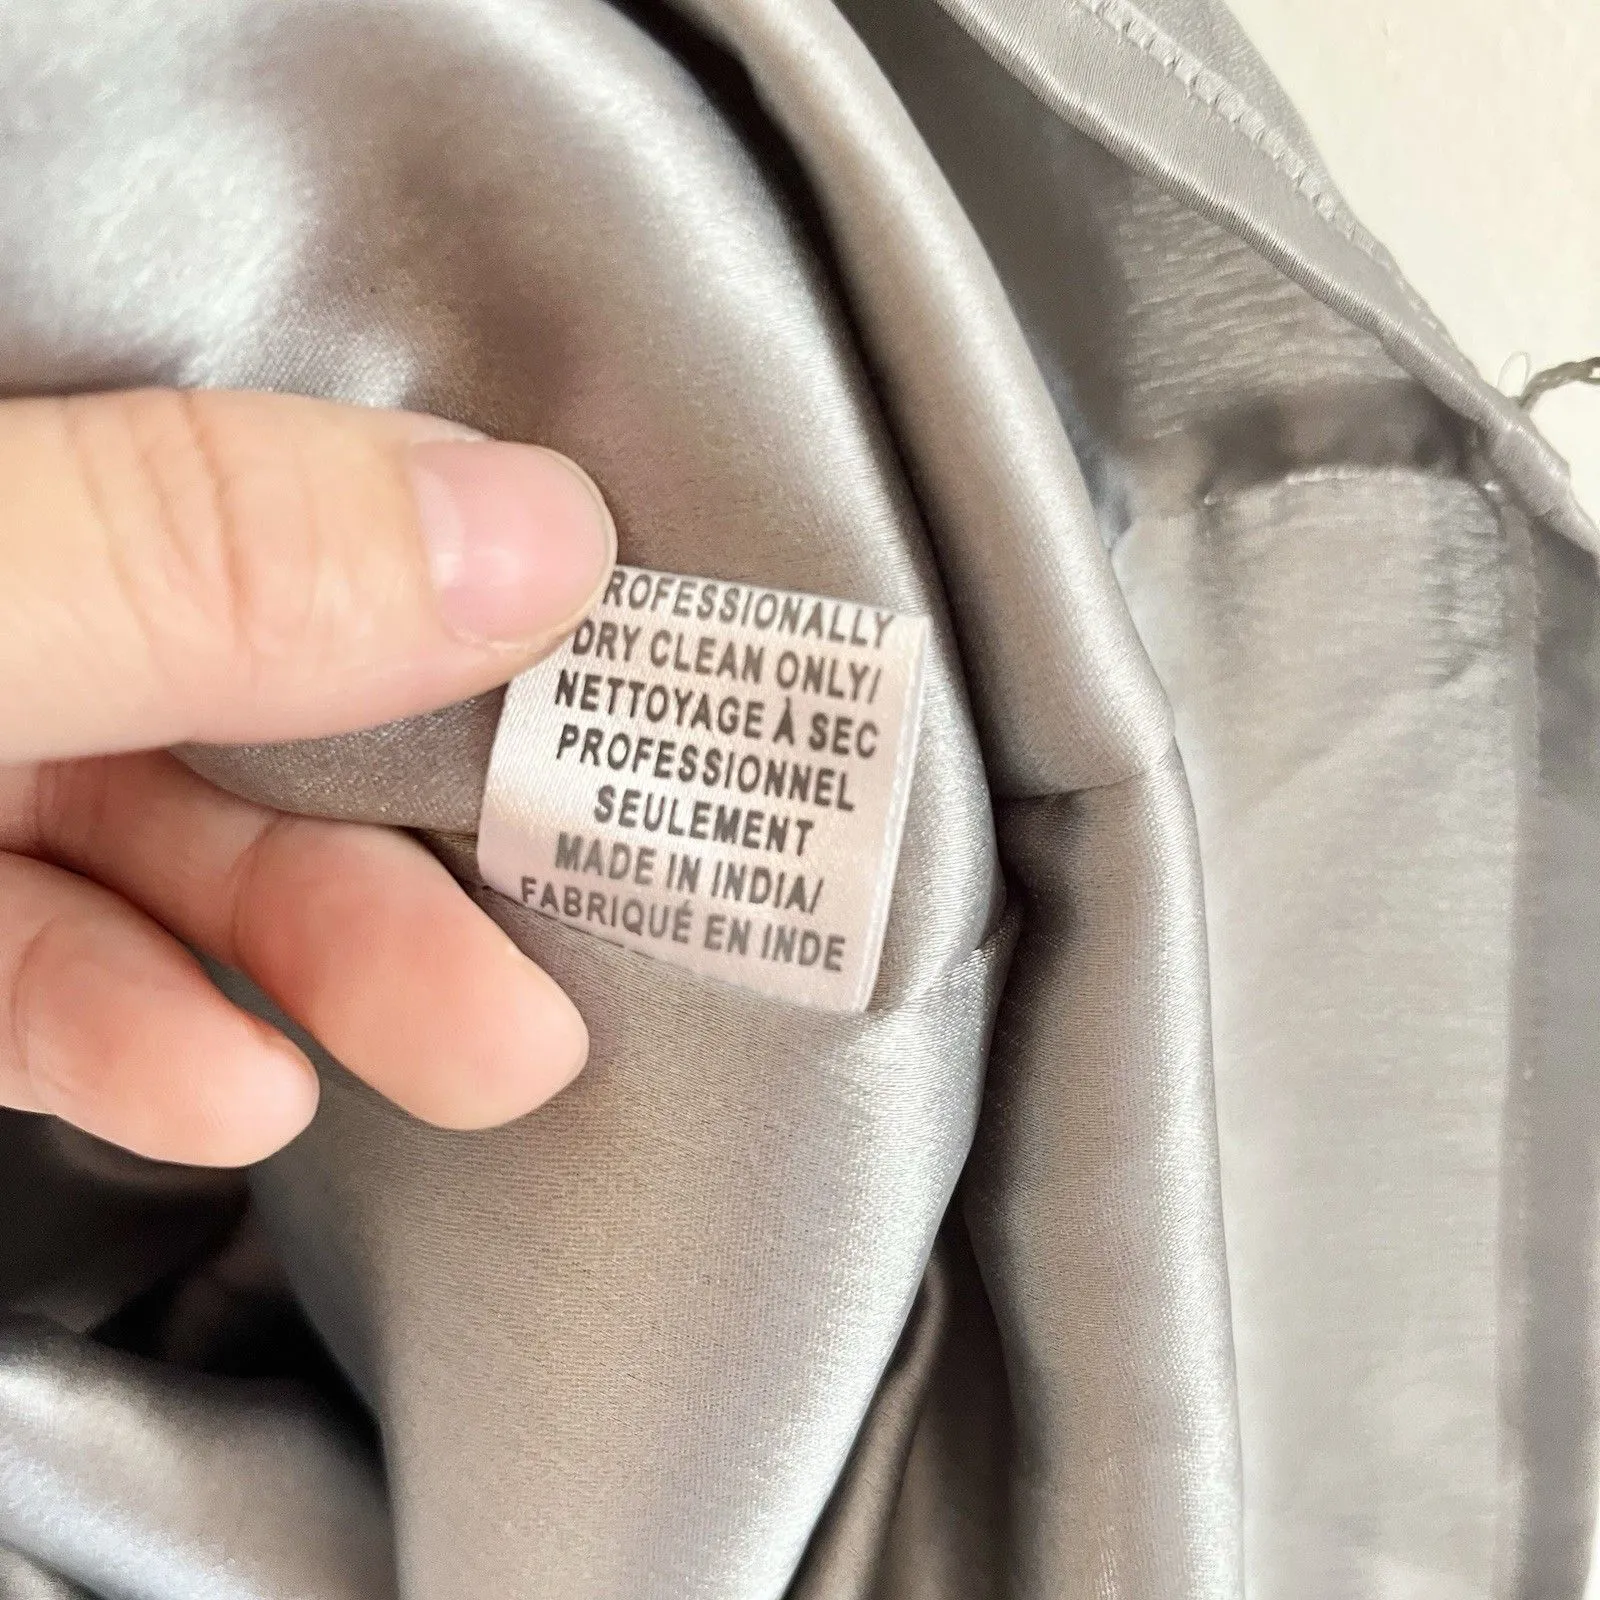 ROFESSIONALLY
DRY CLEAN ONLY/
NETTOYAGE À SEC
PROFESSIONNEL
SEULEMENT
MADE IN INDIA/
FABRIQUÉ EN INDE